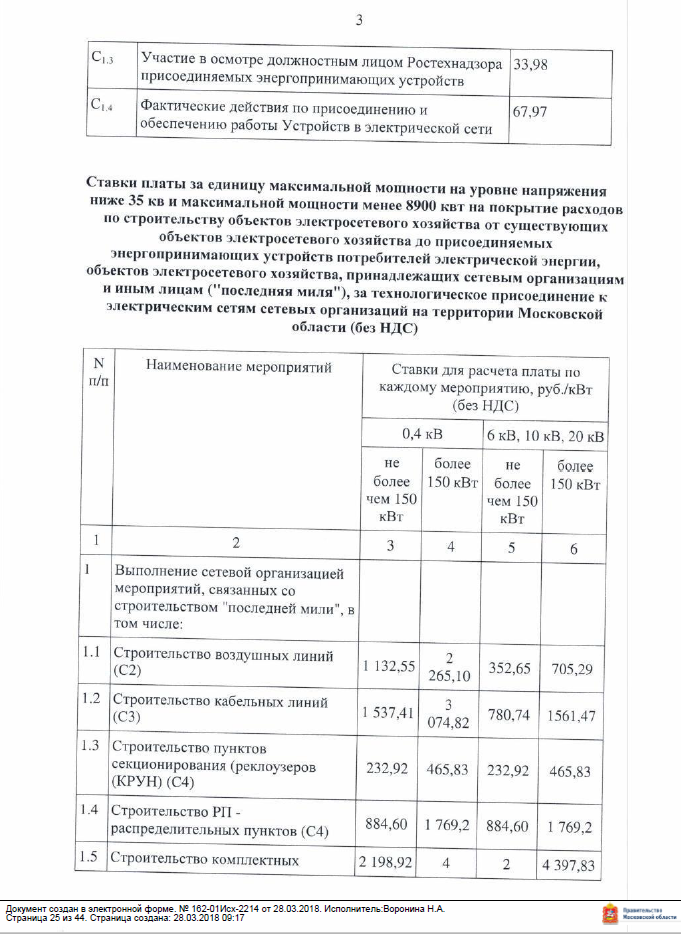 3
С1.3 Участие в осмотре должностным лицом Ростехнадзора 33,98
присоединяемых энергопринимающих устройств
С1.4 Фактические действия по присоединению и 67,97
обеспечению работы Устройств в электрической сети
Ставки платы за единицу максимальной мощности на уровне напряжения
ниже 35 кв и максимальной мощности менее 8900 квт на покрытие расходов
по строительству объектов электросетевого хозяйства от существующих
объектов электросетевого хозяйства до присоединяемых
энергопринимающих устройств потребителей электрической энергии,
объектов электросетевого хозяйства, принадлежащих сетевым организациям
и иным лицам ("последняя миля"), за технологическое присоединение к
электрическим сетям сетевых организаций на территории Московской
области (без НДС)
N Наименование мероприятий Ставки для расчета платы по
п/п каждому мероприятию, руб./кВт
(без НДС)
0,4 кВ 6 кВ, 10 кВ, 20 кВ
не более не более
более 150 кВт более 150 кВт
чем 150 чем 150
кВт кВт
1 2 3 4 5 6
1 Выполнение сетевой организацией
мероприятий, связанных со
строительством "последней мили", в
том числе:
1.1 Строительство воздушных линий 1 132,55 2 352,65 705,29
(С2) 265,10
1.2 Строительство кабельных линий 1 537,41 3 780,74 1561,47
(С3) 074,82
1.3 Строительство пунктов
секционирования (реклоузеров 232,92 465,83 232,92 465,83
(КРУН) (С4)
1.4 Строительство РП -
распределительных пунктов (С4) 884,60 1 769,2 884,60 1 769,2
1.5 Строительство комплектных 2 198,92 4 2 4 397,83
Документ создан в электронной форме. № 162-01Исх-2214 от 28.03.2018. Исполнитель:Воронина Н.А.
Страница 25 из 44. Страница создана: 28.03.2018 09:17
Правительство
Московской области